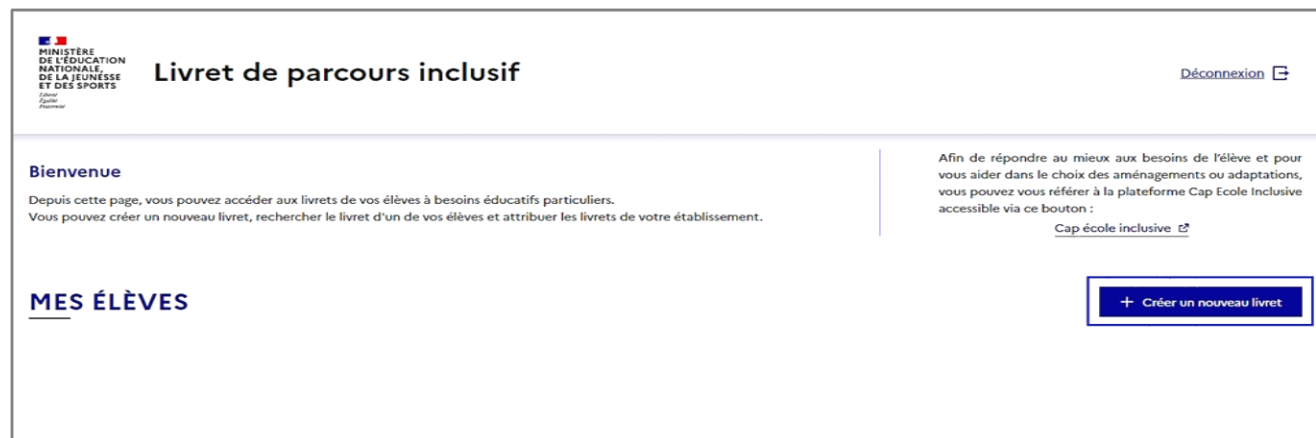 MINISTÈRE
DE L'ÉDUCATION
NATIONALE,
DE LA JEUNESSE
ET DES SPORTS
Liberté
Égalité
Fraternité
Livret de parcours inclusif
Déconnexion
Bienvenue
Depuis cette page, vous pouvez accéder aux livrets de vos élèves à besoins éducatifs particuliers.
Vous pouvez créer un nouveau livret, rechercher le livret d'un de vos élèves et attribuer les livrets de votre établissement.
Afin de répondre au mieux aux besoins de l'élève et pour
vous aider dans le choix des aménagements ou adaptations,
vous pouvez vous référer à la plateforme Cap Ecole Inclusive
accessible via ce bouton :
Cap école inclusive
MES ÉLÈVES
+ Créer un nouveau livret